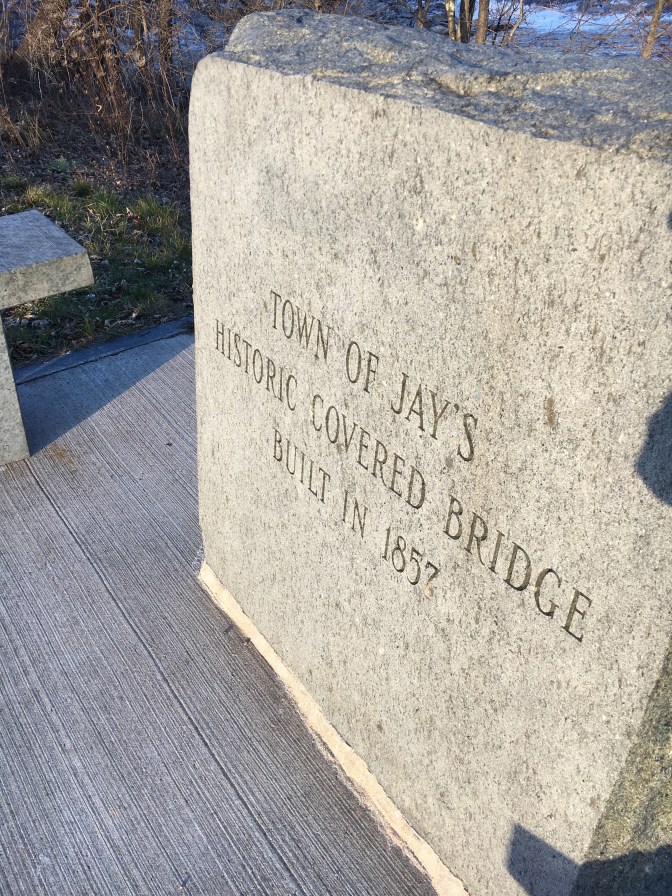 TOWN OF JAY'S
HISTORIC COVERED BRIDGE
BUILT IN 1857